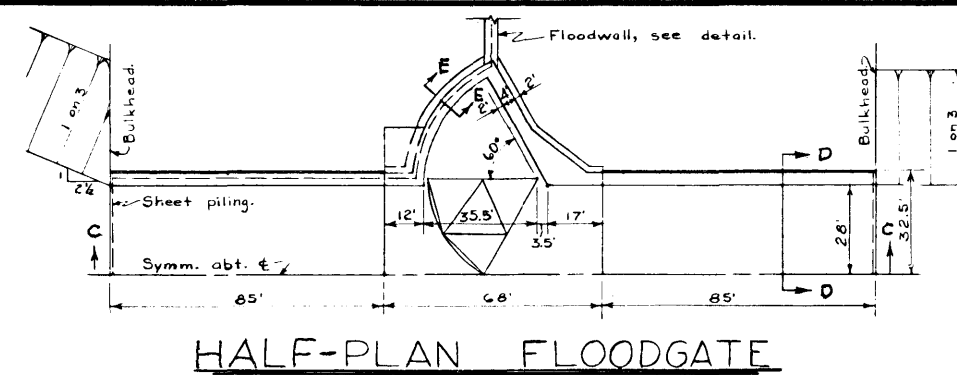 Floodwall, see detail.
E
E
2'
4'
2'
60°
1 on 3
Bulkhead.
Bulkhead.
1 on 3
1
2½
Sheet piling.
D
12'
35.5'
3.5'
17'
28'
32.5'
C
C
Symm. abt. ℄
D
85'
68'
85'
HALF-PLAN FLOODGATE